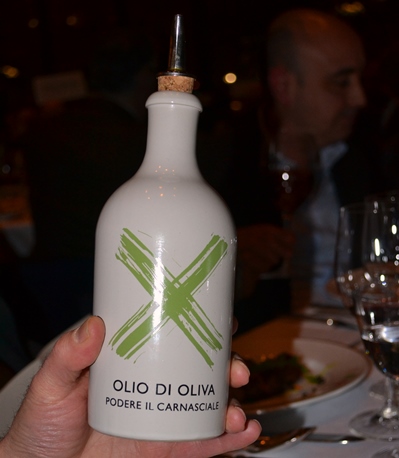 OLIO DI OLIVA
PODERE IL CARNASCIALE